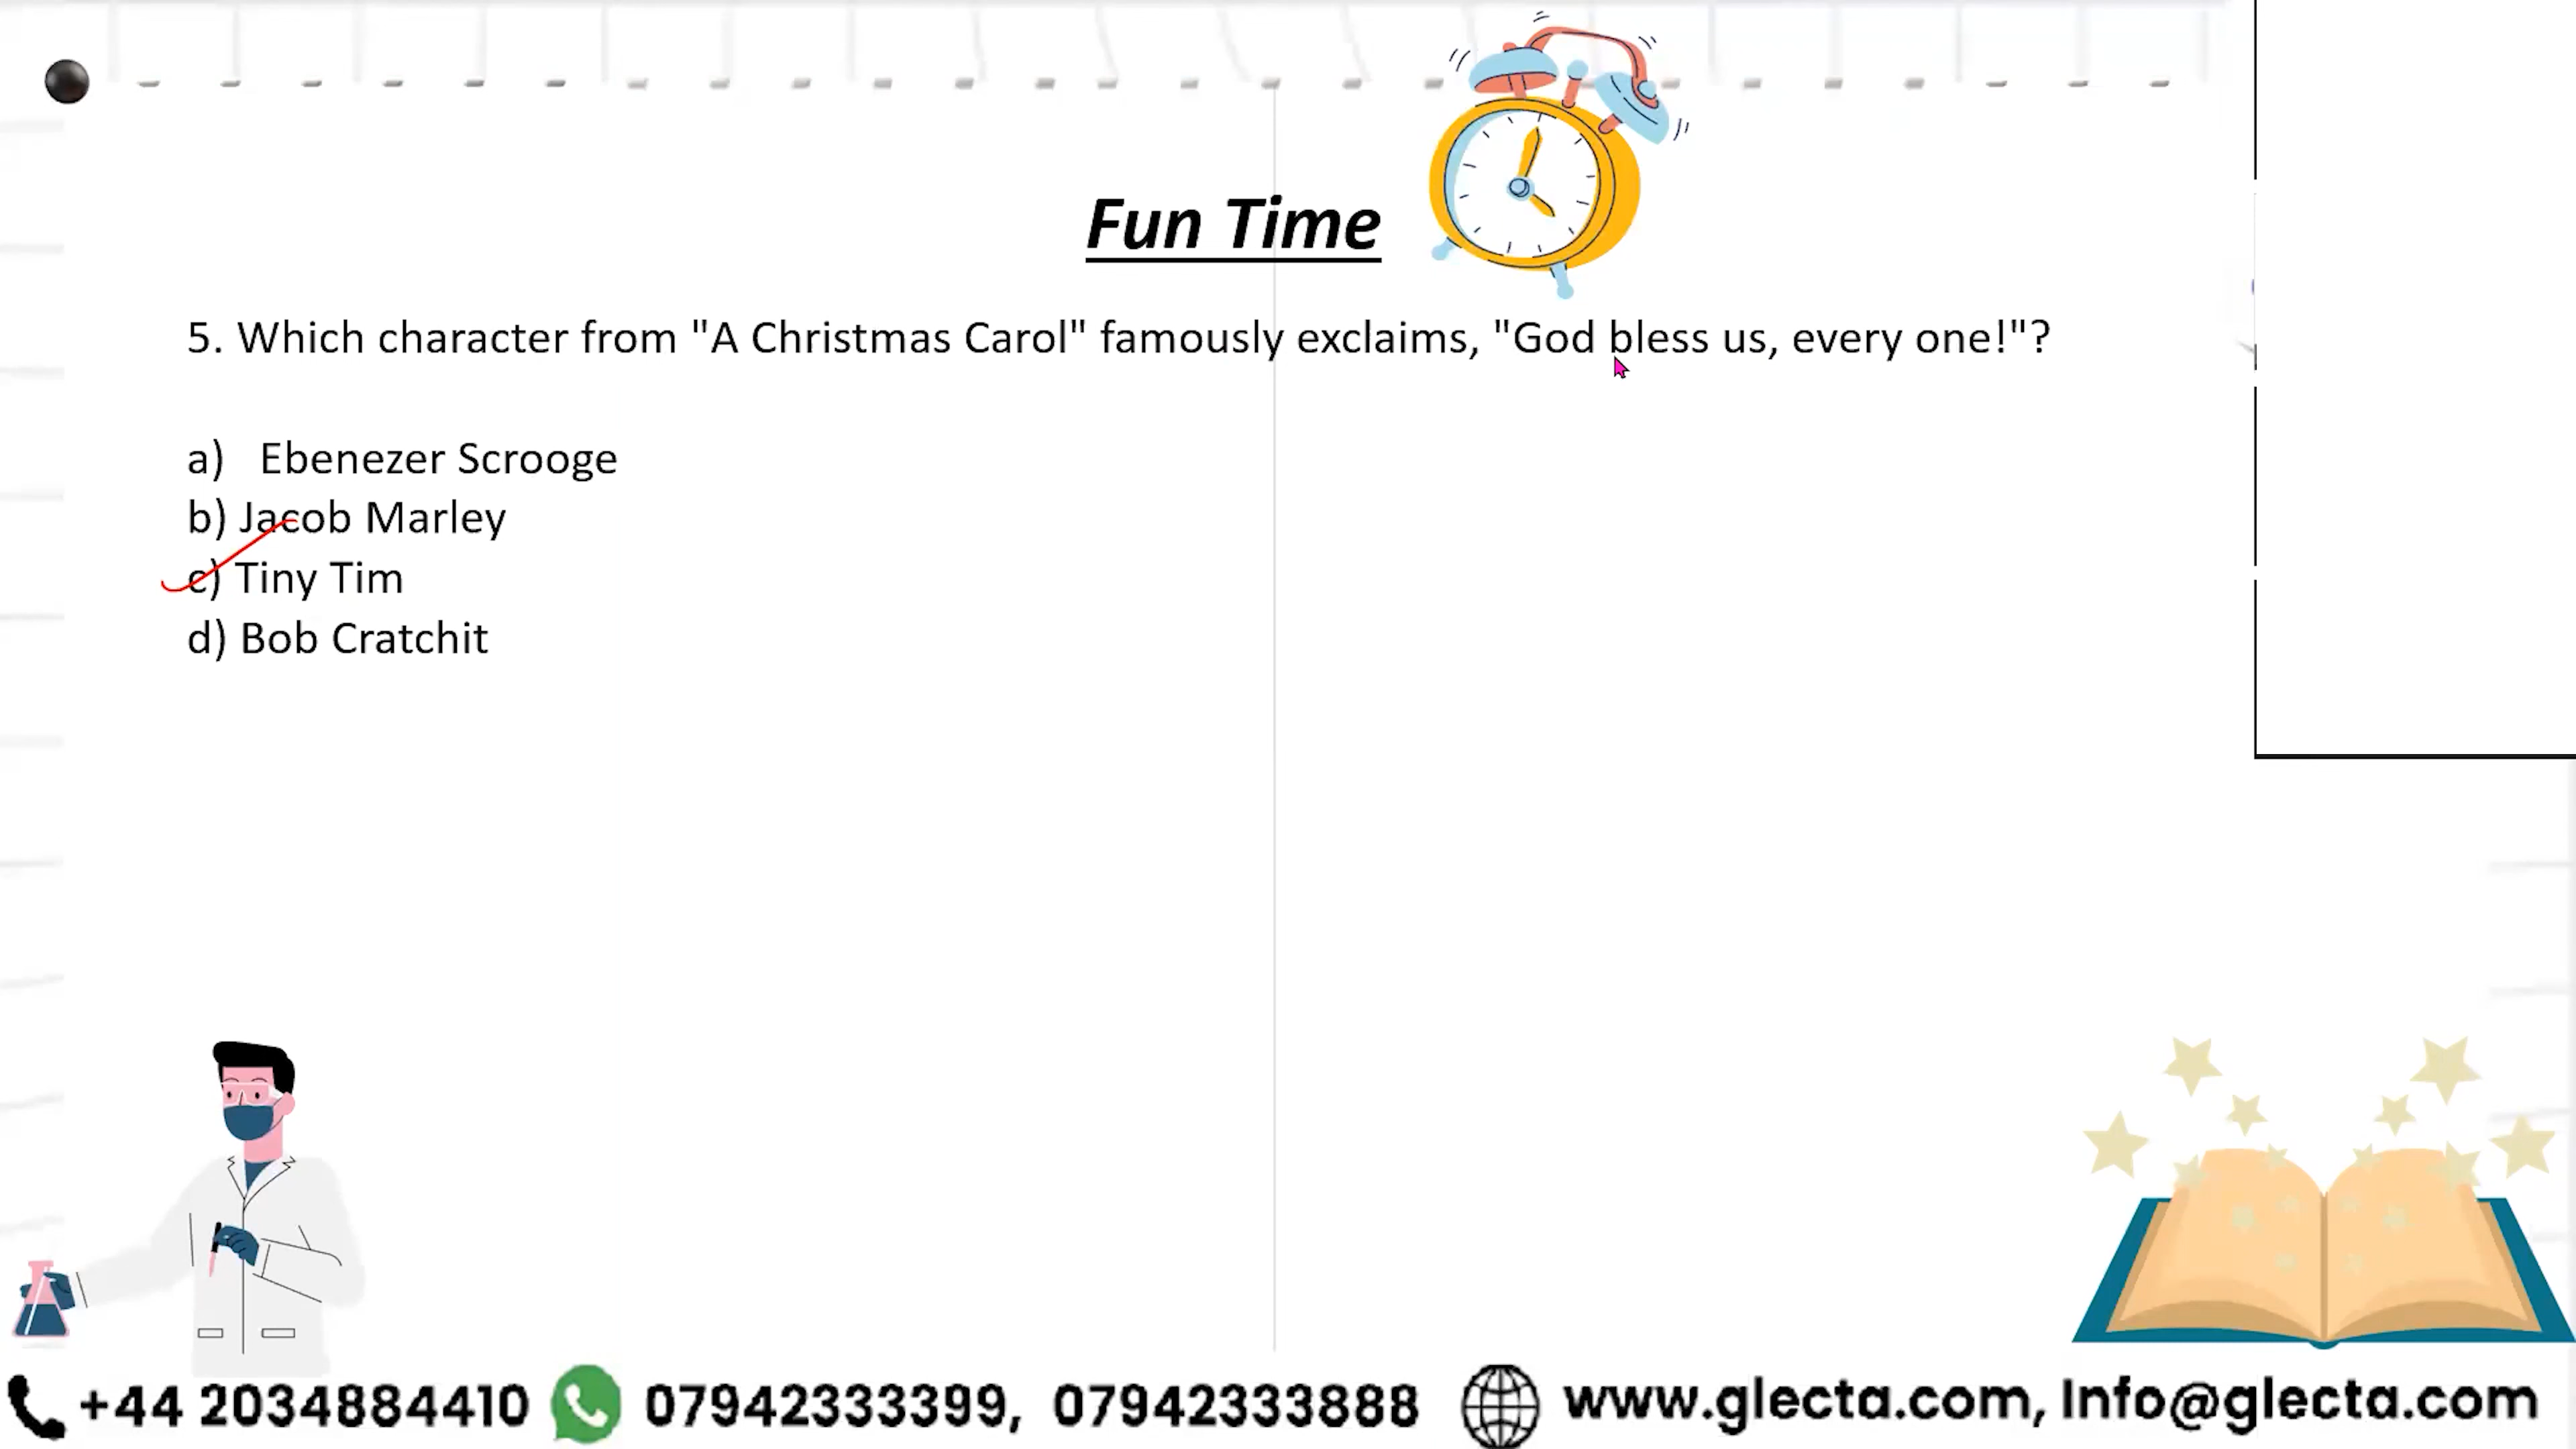 Fun Time
5. Which character from "A Christmas Carol" famously exclaims, "God bless us, every one!"?
a) Ebenezer Scrooge
b) Jacob Marley
c) Tiny Tim
d) Bob Cratchit
+44 2034884410 07942333399, 07942333888 www.glecta.com, Info@glecta.com